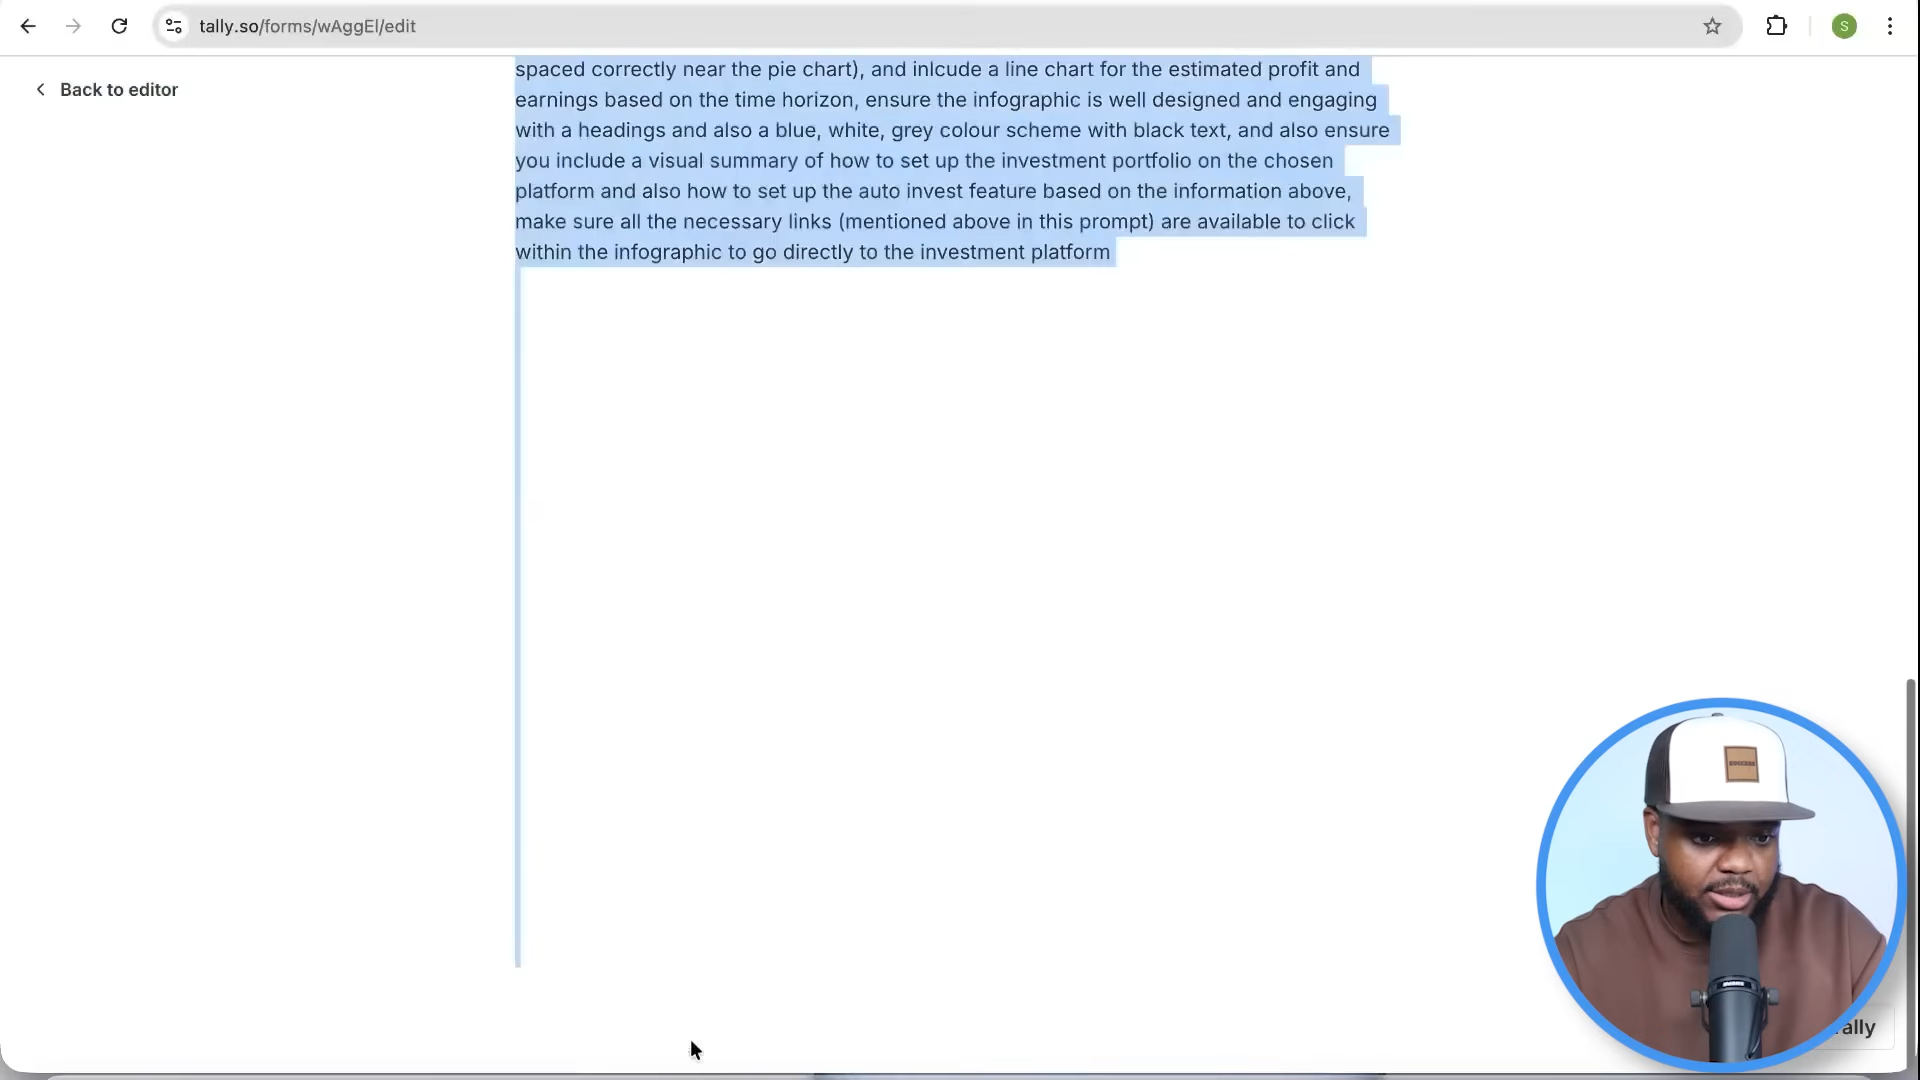 tally.so/forms/wAggEl/edit
S
Back to editor
spaced correctly near the pie chart), and inlcude a line chart for the estimated profit and
earnings based on the time horizon, ensure the infographic is well designed and engaging
with a headings and also a blue, white, grey colour scheme with black text, and also ensure
you include a visual summary of how to set up the investment portfolio on the chosen
platform and also how to set up the auto invest feature based on the information above,
make sure all the necessary links (mentioned above in this prompt) are available to click
within the infographic to go directly to the investment platform
SUCCESS